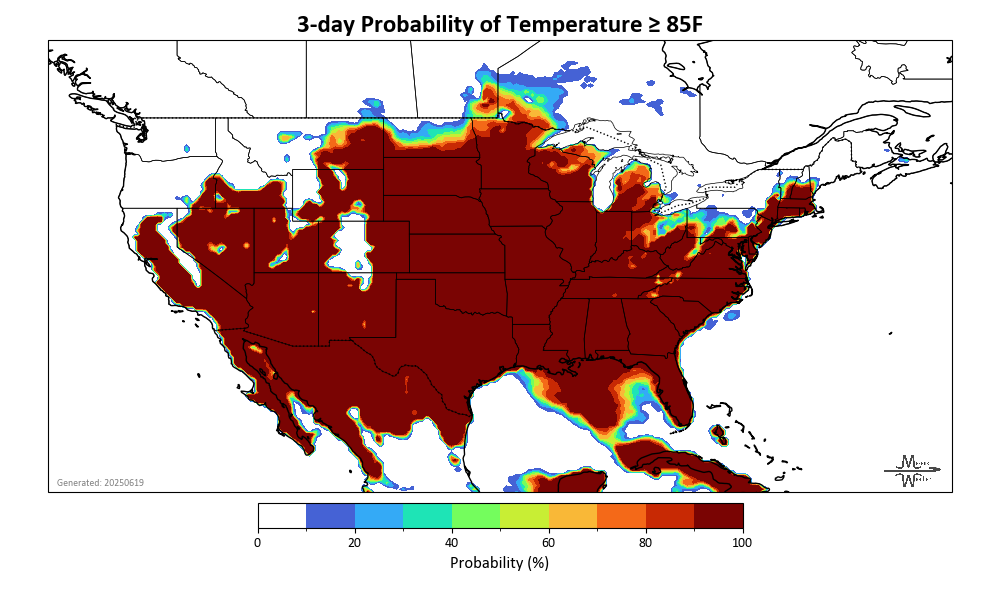 3-day Probability of Temperature ≥ 85F
Generated: 20250619
0 20 40 60 80 100
Probability (%)